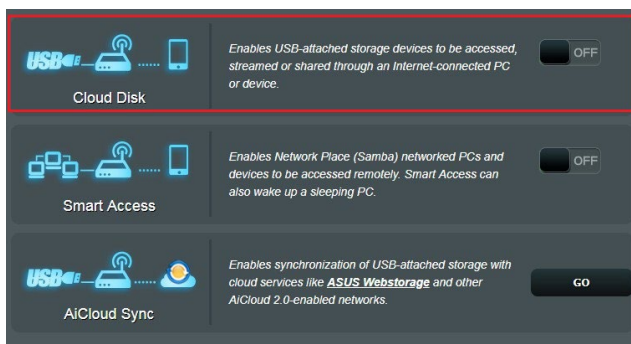 Enables USB-attached storage devices to be accessed,
streamed or shared through an Internet-connected PC
or device.
OFF
USB
Cloud Disk
Enables Network Place (Samba) networked PCs and
devices to be accessed remotely. Smart Access can
also wake up a sleeping PC.
OFF
Smart Access
Enables synchronization of USB-attached storage with
cloud services like ASUS Webstorage and other
AiCloud 2.0-enabled networks.
GO
USB
AiCloud Sync